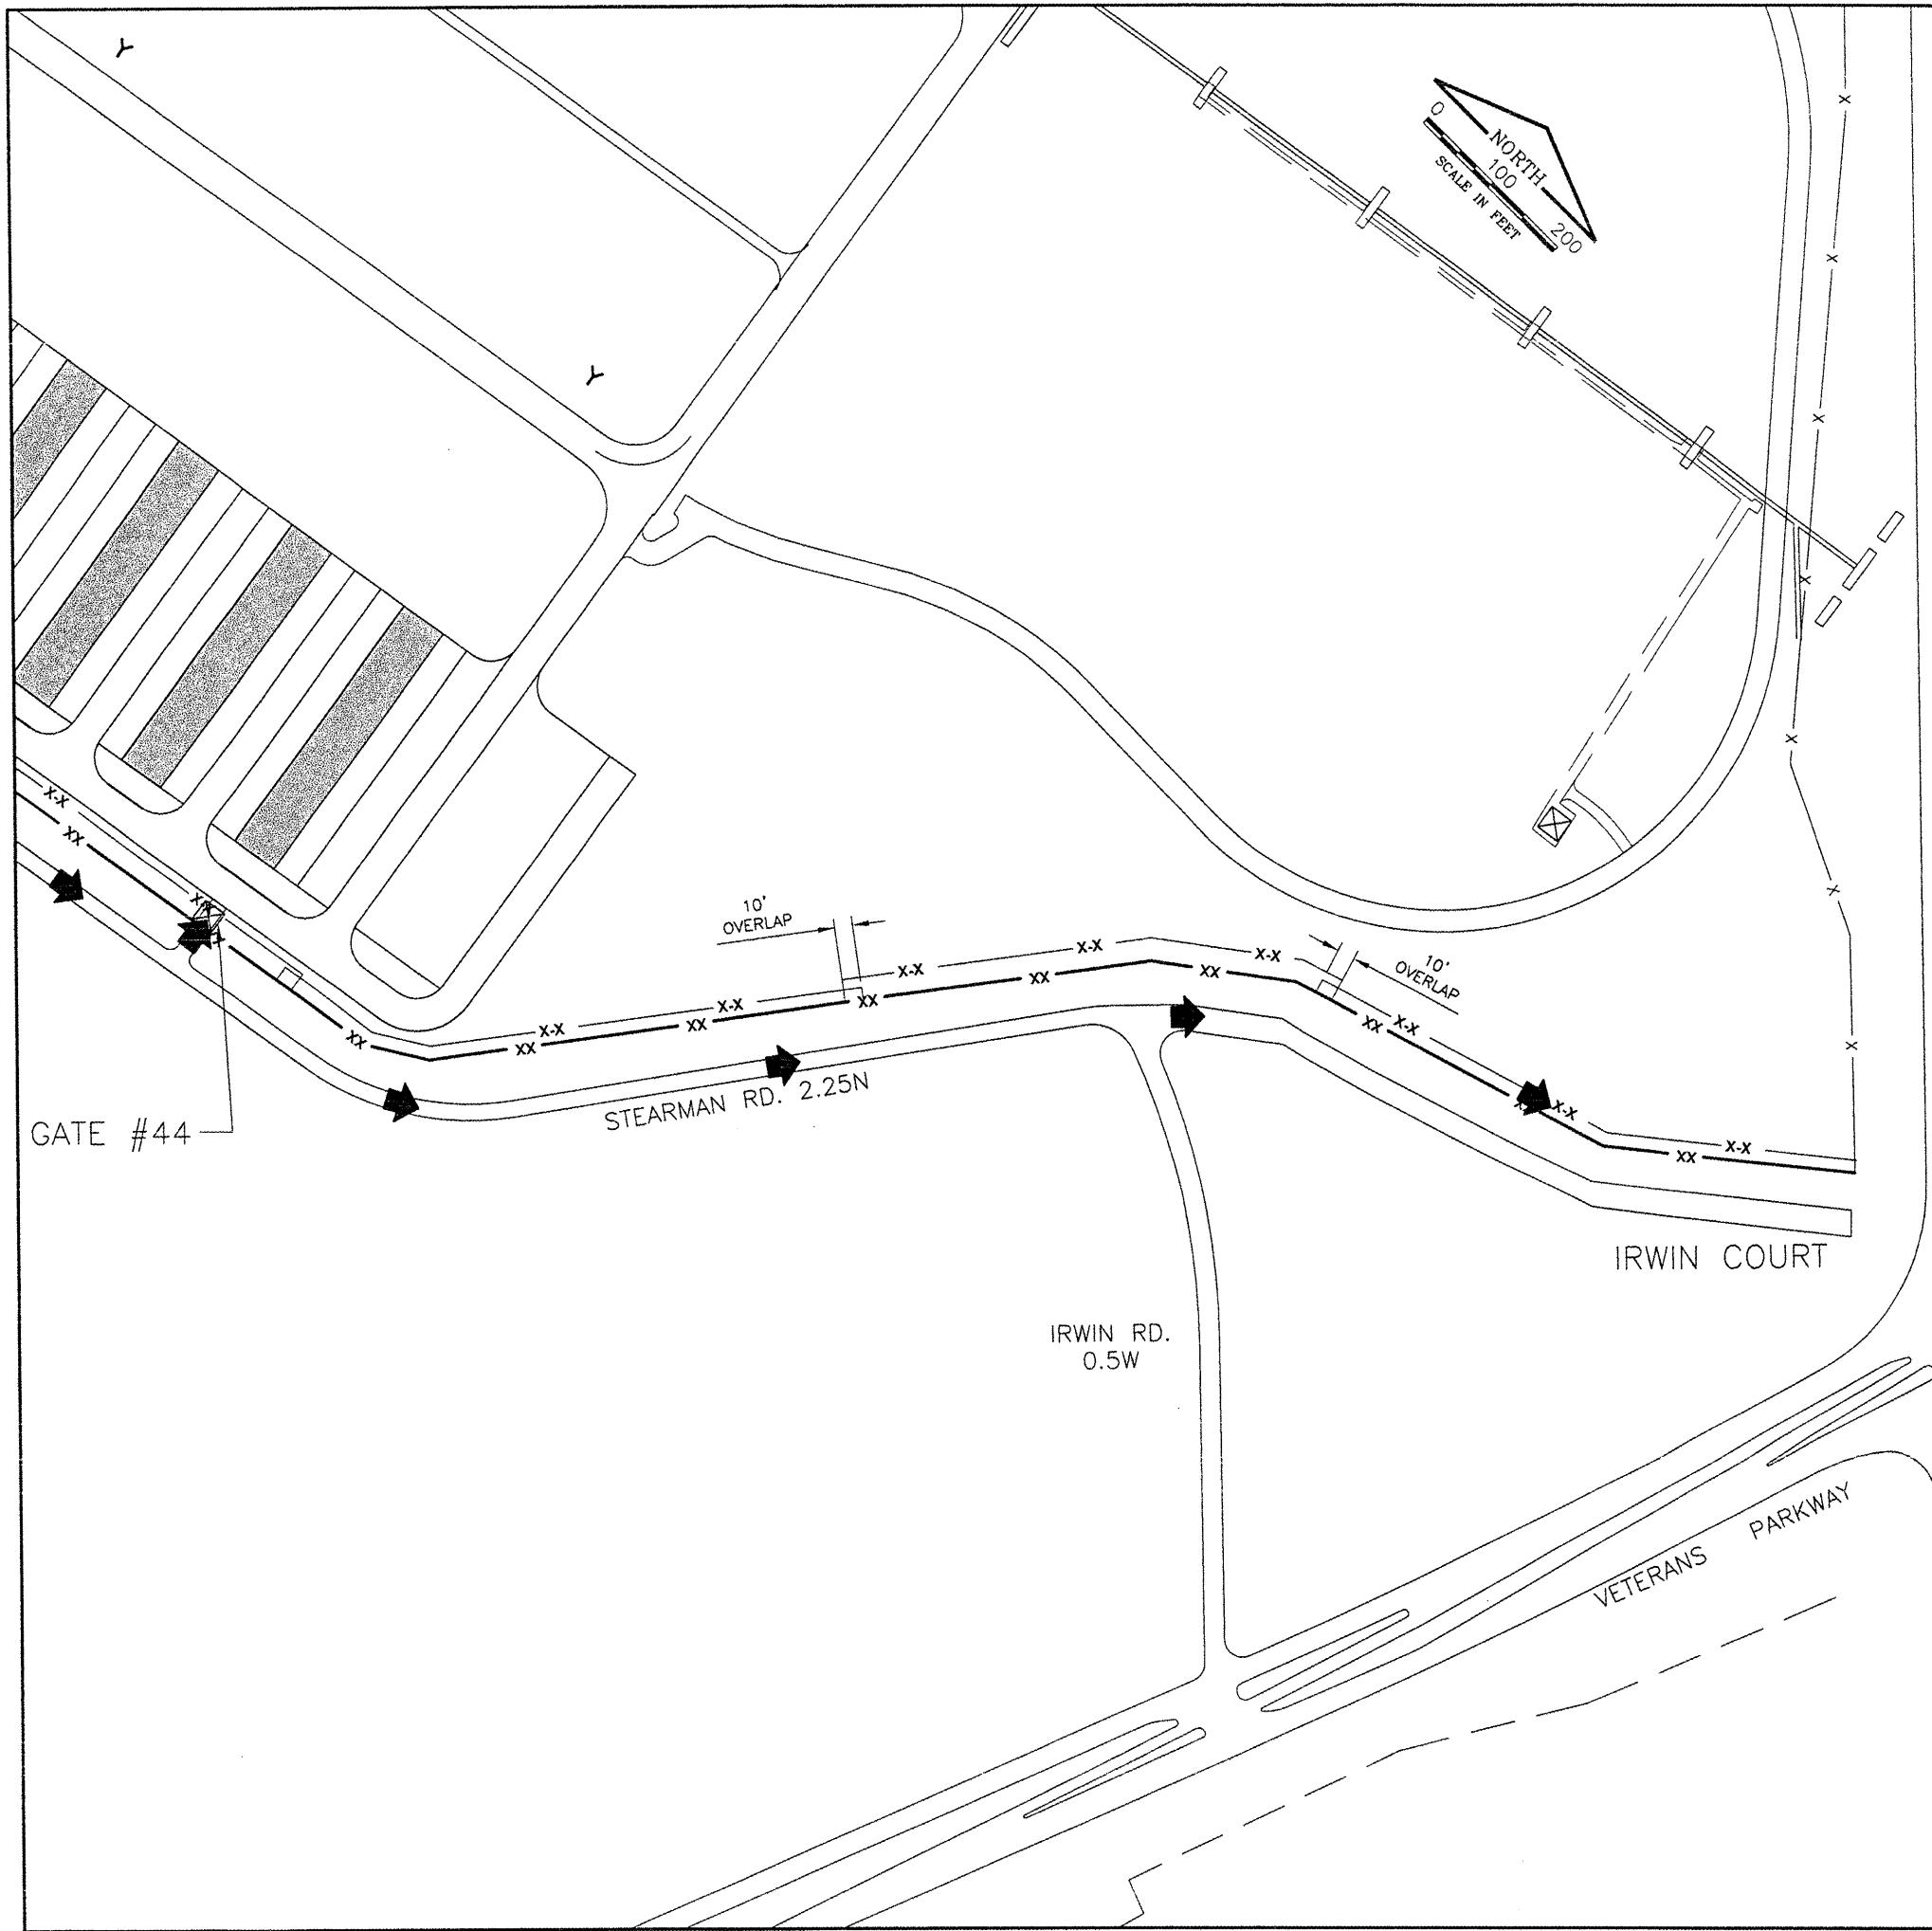 0
NORTH
100
SCALE IN FEET
200
10'
OVERLAP
10'
OVERLAP
X-X
XX
X-X
X-X
X-X
X-X
X-X
X-X
X-X
X-X
XX
XX
XX
XX
XX
XX
XX
XX
XX
X
X
X
X
X
X
X
STEARMAN RD. 2.25N
GATE #44
IRWIN COURT
IRWIN RD.
0.5W
VETERANS PARKWAY